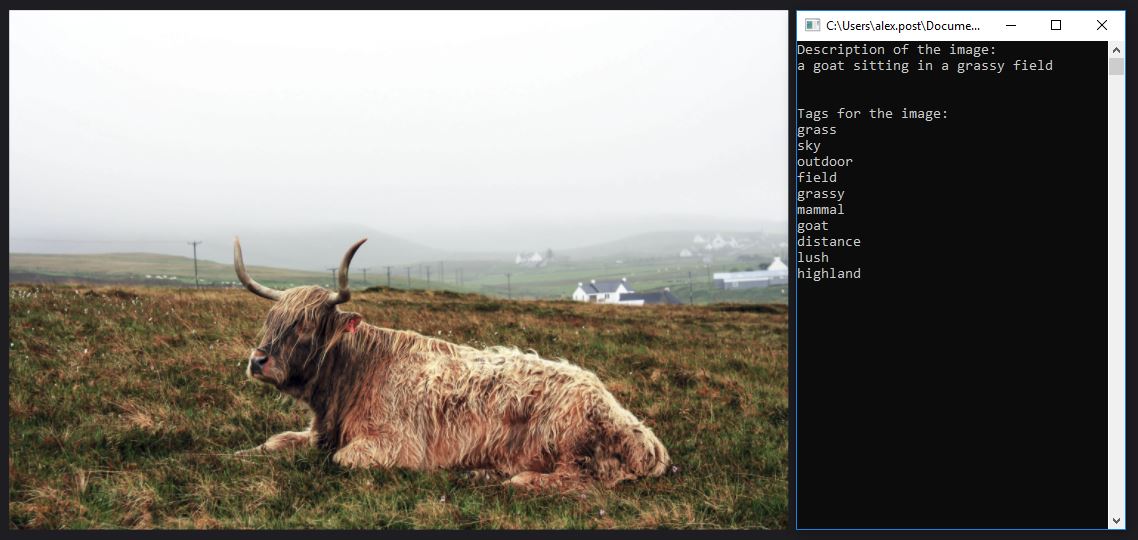 C:\Users\alex.post\Docume...
Description of the image:
a goat sitting in a grassy field
Tags for the image:
grass
sky
outdoor
field
grassy
mammal
goat
distance
lush
highland